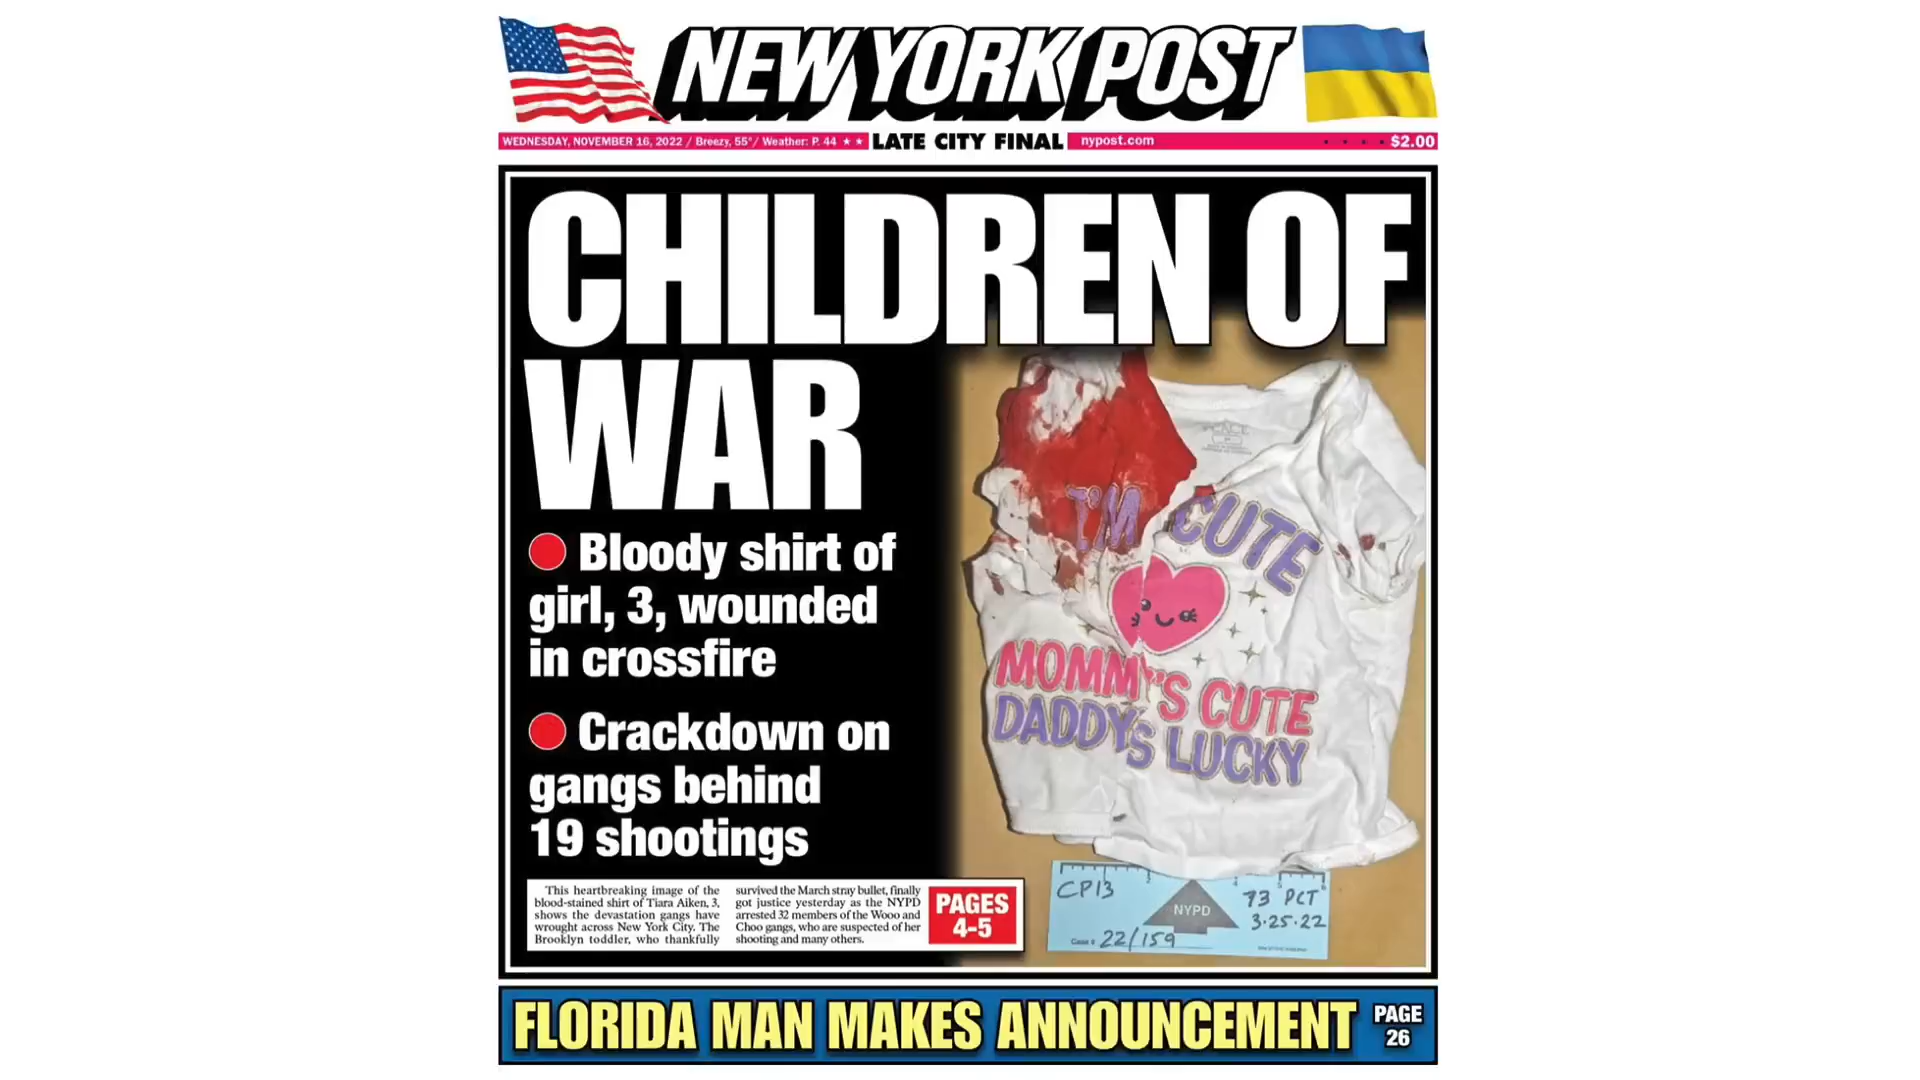 NEW YORK POST
WEDNESDAY, NOVEMBER 16, 2022 / Breezy, 55° / Weather: P. 44 ★ ★
LATE CITY FINAL
nypost.com
$2.00
CHILDREN OF
WAR
Bloody shirt of
girl, 3, wounded
in crossfire
Crackdown on
gangs behind
19 shootings
This heartbreaking image of the
blood-stained shirt of Tiara Aiken, 3,
shows the devastation gangs have
wrought across New York City. The
Brooklyn toddler, who thankfully
survived the March stray bullet, finally
got justice yesterday as the NYPD
arrested 32 members of the Wooo and
Choo gangs, who are suspected of her
shooting and many others.
PAGES
4-5
I'M CUTE
MOMMY'S CUTE
DADDY'S LUCKY
CP13
NYPD
73 PCT
3.25.22
Case # 22/159
FLORIDA MAN MAKES ANNOUNCEMENT
PAGE
26